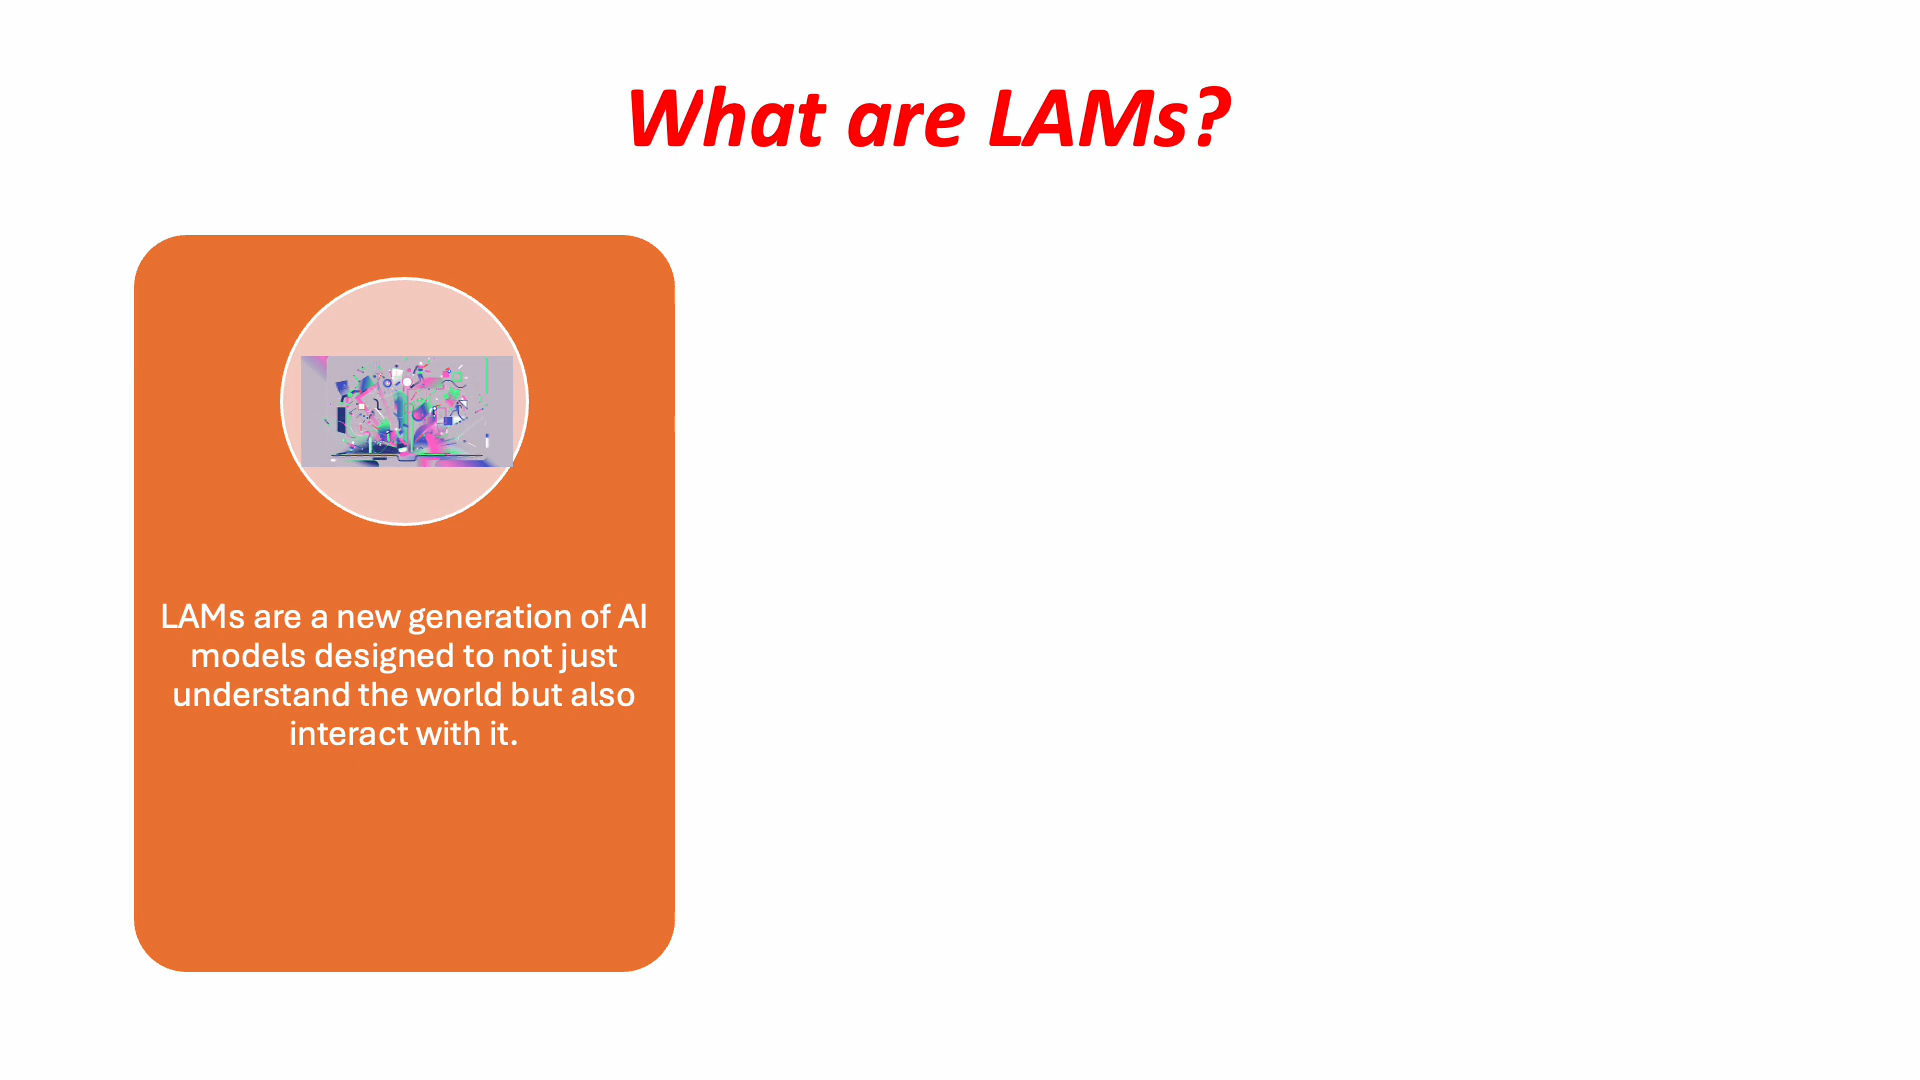 What are LAMs?
LAMs are a new generation of AI
models designed to not just
understand the world but also
interact with it.